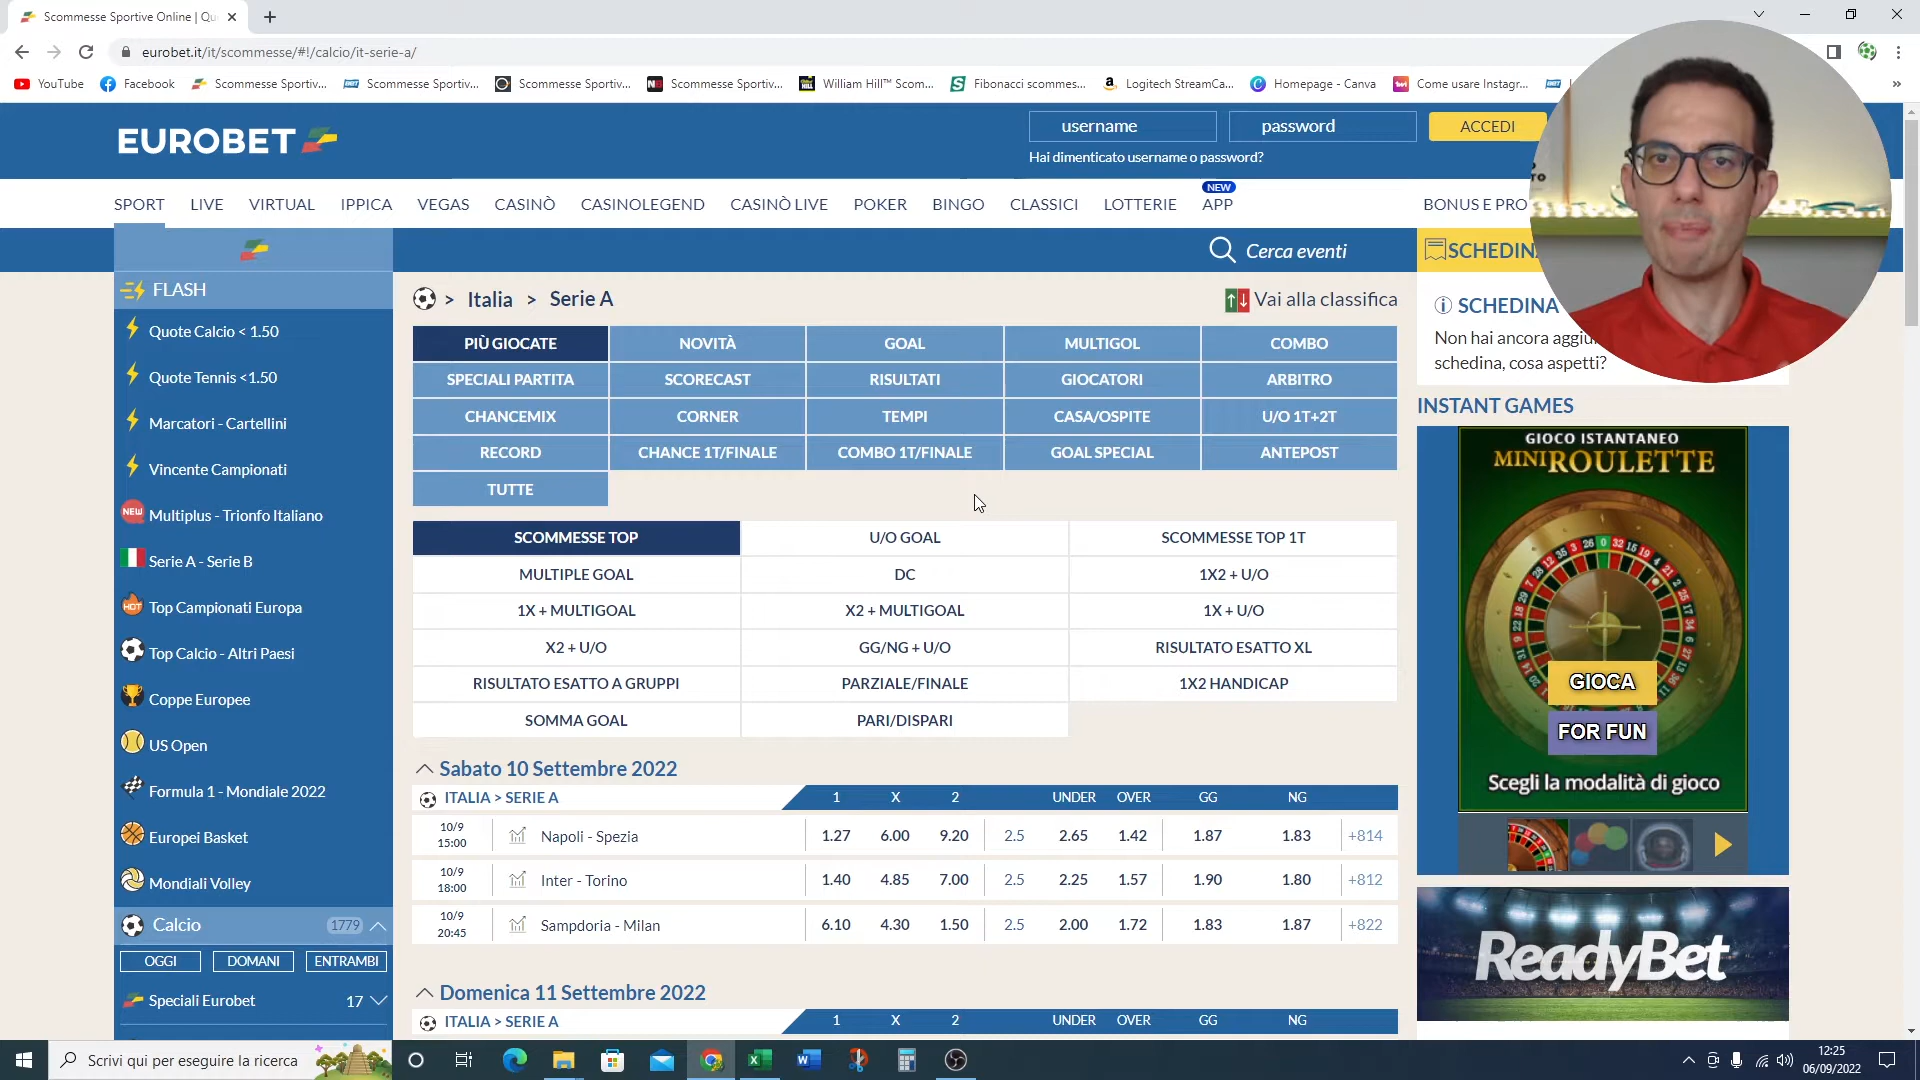 Scommesse Sportive Online | Qu
eurobet.it/it/scommesse/#!/calcio/it-serie-a/
YouTube Facebook Scommesse Sportiv... Scommesse Sportiv... Scommesse Sportiv... Scommesse Sportiv... William Hill™ Scom... Fibonacci scommes... Logitech StreamCa... Homepage - Canva Come usare Instagr...
EUROBET
username password ACCEDI
Hai dimenticato username o password?
SPORT LIVE VIRTUAL IPPICA VEGAS CASINÒ CASINOLEGEND CASINÒ LIVE POKER BINGO CLASSICI LOTTERIE NEW APP BONUS E PRO
Cerca eventi
SCHEDINA
FLASH
Quote Calcio < 1.50
Quote Tennis <1.50
Marcatori - Cartellini
Vincente Campionati
NEW Multiplus - Trionfo Italiano
Serie A - Serie B
HOT Top Campionati Europa
Top Calcio - Altri Paesi
Coppe Europee
US Open
Formula 1 - Mondiale 2022
Europei Basket
Mondiali Volley
Calcio 1779
OGGI DOMANI ENTRAMBI
Speciali Eurobet 17
> Italia > Serie A
Vai alla classifica
PIÙ GIOCATE NOVITÀ GOAL MULTIGOL COMBO
SPECIALI PARTITA SCORECAST RISULTATI GIOCATORI ARBITRO
CHANCEMIX CORNER TEMPI CASA/OSPITE U/O 1T+2T
RECORD CHANCE 1T/FINALE COMBO 1T/FINALE GOAL SPECIAL ANTEPOST
TUTTE
SCOMMESSE TOP U/O GOAL SCOMMESSE TOP 1T
MULTIPLE GOAL DC 1X2 + U/O
1X + MULTIGOAL X2 + MULTIGOAL 1X + U/O
X2 + U/O GG/NG + U/O RISULTATO ESATTO XL
RISULTATO ESATTO A GRUPPI PARZIALE/FINALE 1X2 HANDICAP
SOMMA GOAL PARI/DISPARI
Sabato 10 Settembre 2022
ITALIA > SERIE A 1 X 2 UNDER OVER GG NG
10/9 15:00 Napoli - Spezia 1.27 6.00 9.20 2.5 2.65 1.42 1.87 1.83 +814
10/9 18:00 Inter - Torino 1.40 4.85 7.00 2.5 2.25 1.57 1.90 1.80 +812
10/9 20:45 Sampdoria - Milan 6.10 4.30 1.50 2.5 2.00 1.72 1.83 1.87 +822
Domenica 11 Settembre 2022
ITALIA > SERIE A 1 X 2 UNDER OVER GG NG
SCHEDINA
Non hai ancora aggiu
schedina, cosa aspetti?
INSTANT GAMES
GIOCO ISTANTANEO
MINIROULETTE
GIOCA
FOR FUN
Scegli la modalità di gioco
ReadyBet
Scrivi qui per eseguire la ricerca
12:25
06/09/2022